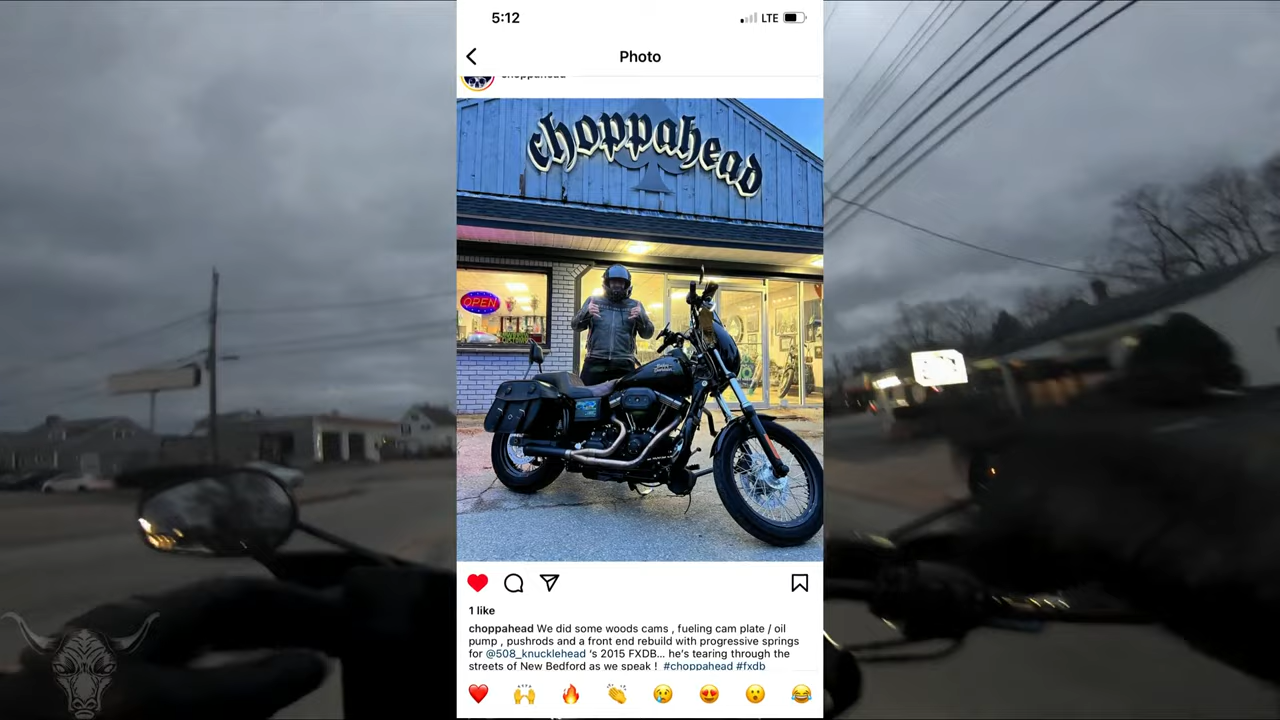 5:12
LTE
Photo
choppahead
choppahead
OPEN
choppahead We did some woods cams , fueling cam plate / oil
pump , pushrods and a front end rebuild with progressive springs
for @508_knucklehead 's 2015 FXDB... he's tearing through the
streets of New Bedford as we speak ! #choppahead #fxdb
1 like